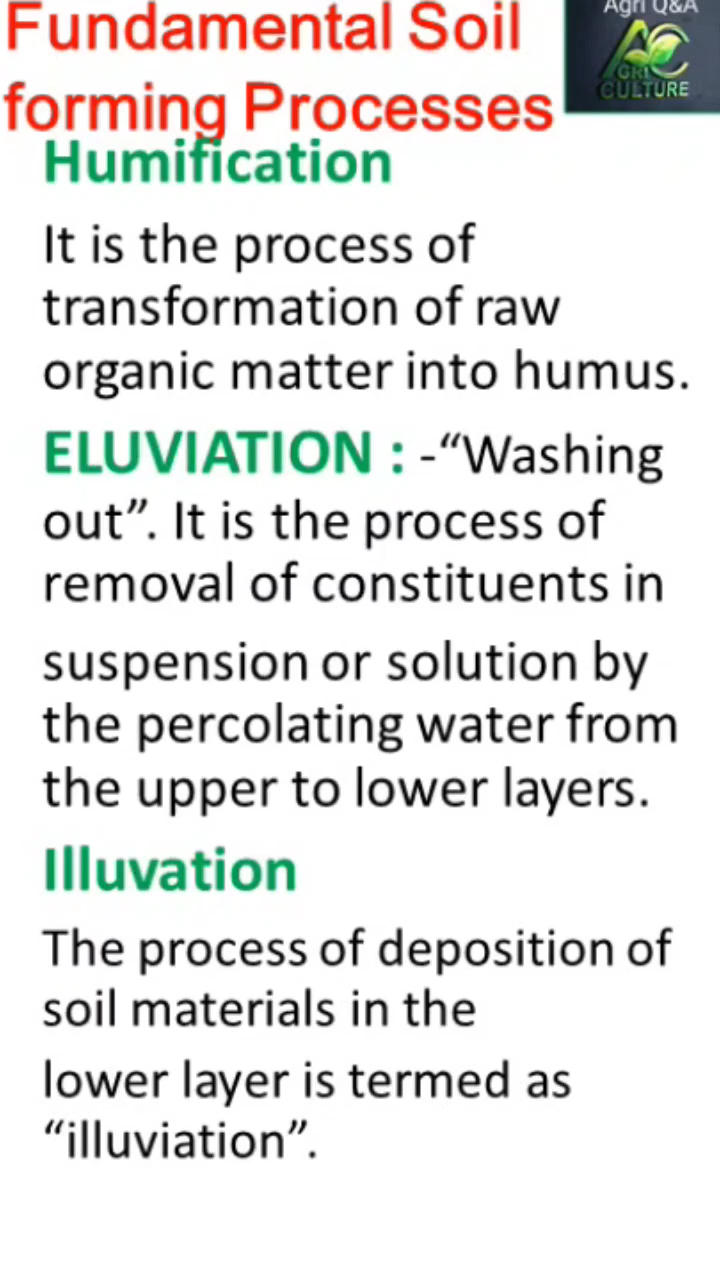 Fundamental Soil
forming Processes
Agri Q&A
AC
GRI
CULTURE
Humification
It is the process of
transformation of raw
organic matter into humus.
ELUVIATION : -“Washing
out”. It is the process of
removal of constituents in
suspension or solution by
the percolating water from
the upper to lower layers.
Illuvation
The process of deposition of
soil materials in the
lower layer is termed as
“illuviation”.